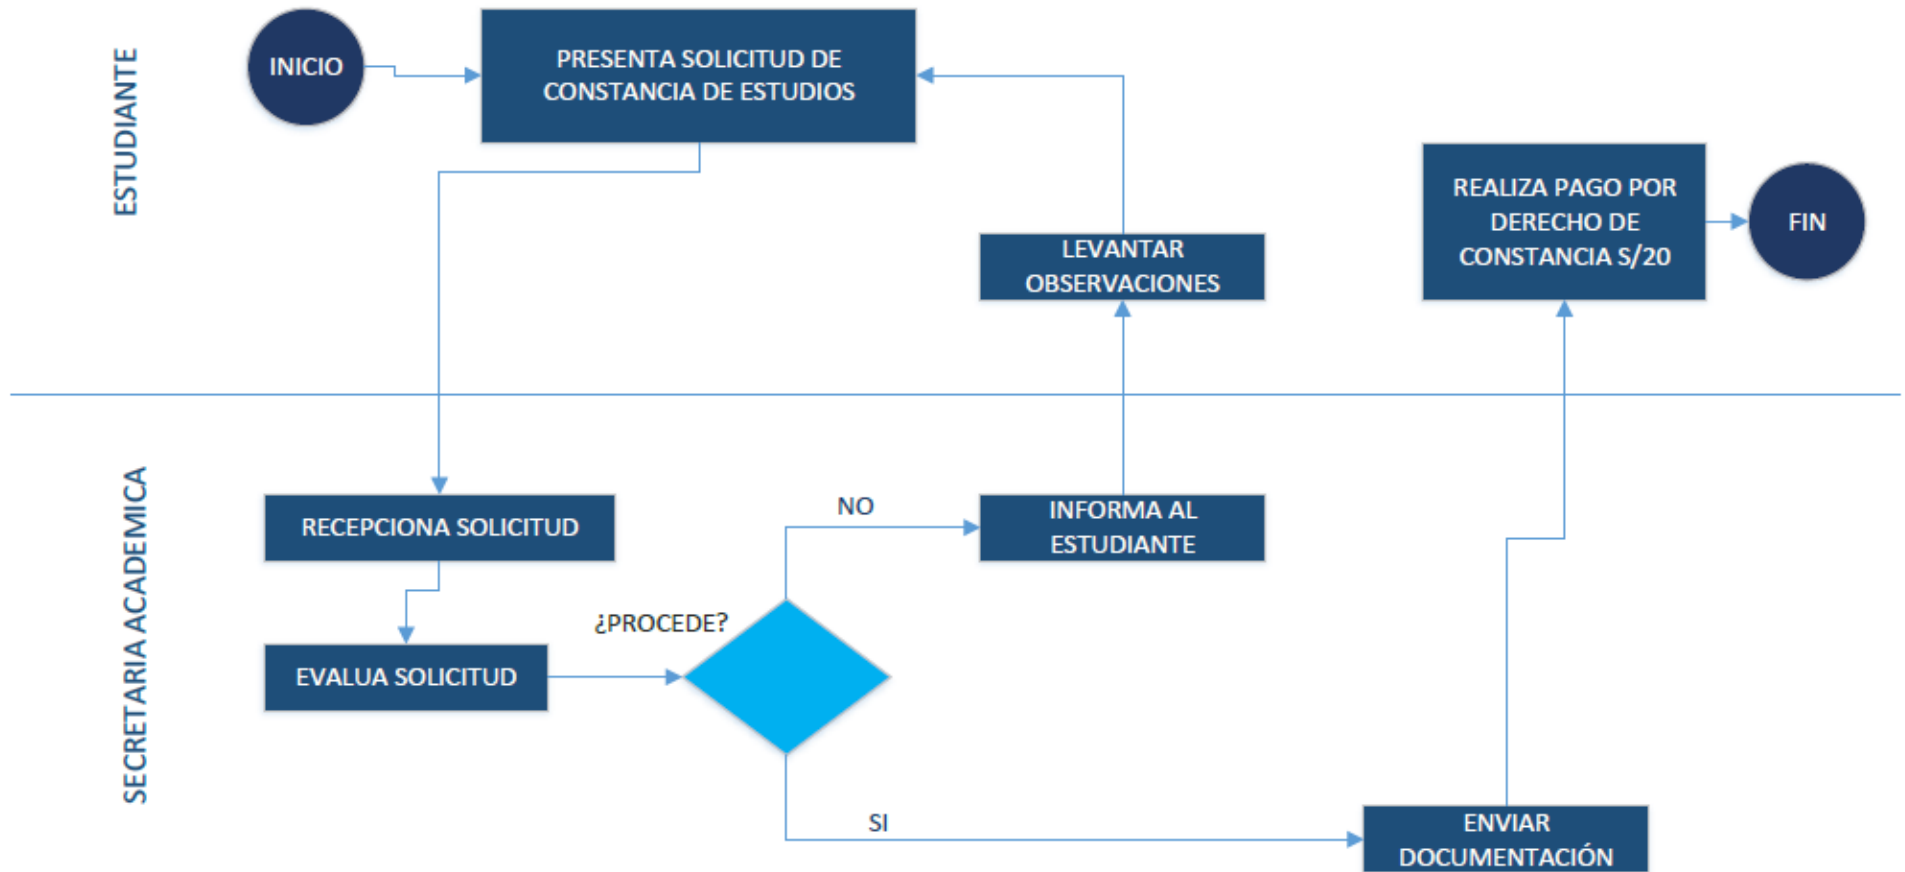 ESTUDIANTE
INICIO
PRESENTA SOLICITUD DE
CONSTANCIA DE ESTUDIOS
LEVANTAR
OBSERVACIONES
REALIZA PAGO POR
DERECHO DE
CONSTANCIA S/20
FIN
SECRETARIA ACADEMICA
RECEPCIONA SOLICITUD
EVALUA SOLICITUD
¿PROCEDE?
NO
INFORMA AL
ESTUDIANTE
SI
ENVIAR
DOCUMENTACIÓN